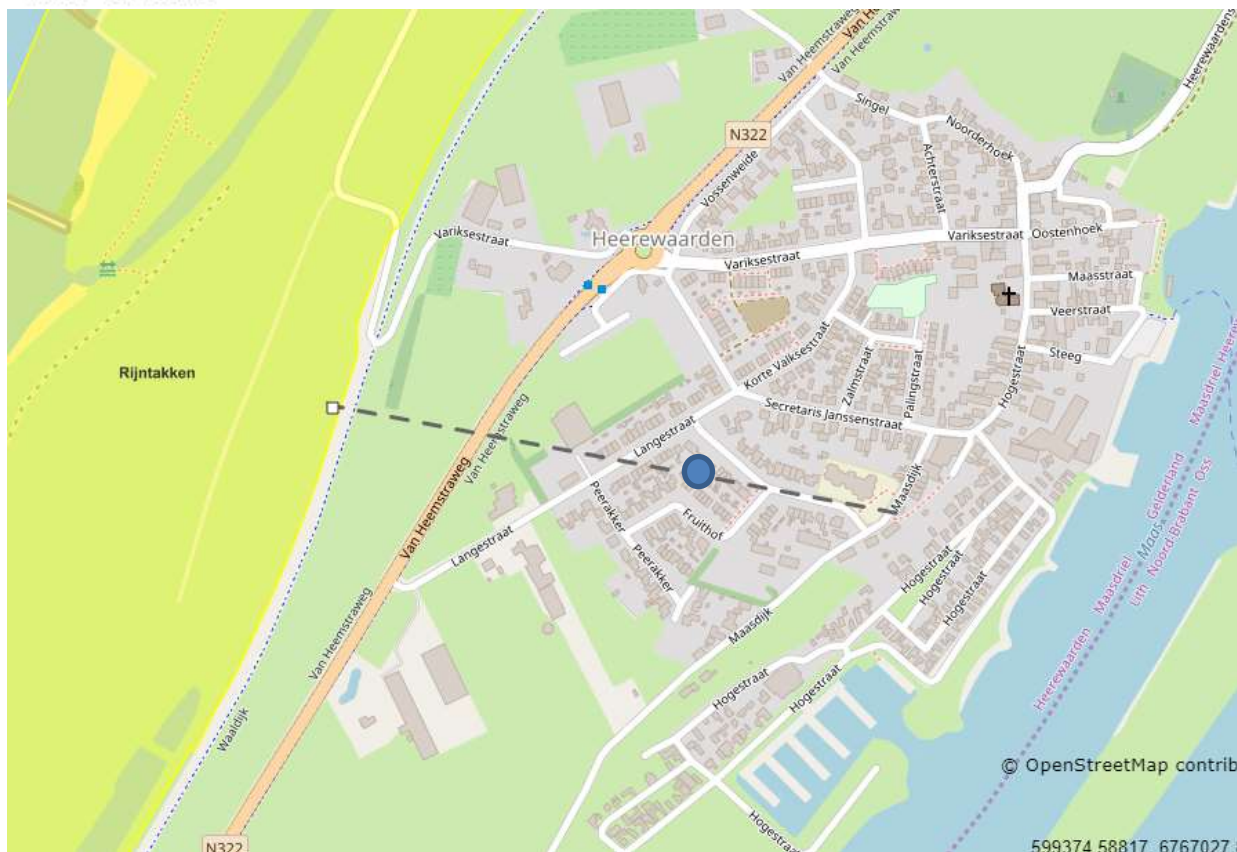 Van Heemstraweg
Van Heemstraweg
Van He
Heerewaardens
Singel
Noorderhoek
N322
Achterstraat
Vossenweide
Variksestraat
Heerewaarden
Variksestraat
Variksestraat
Oostenhoek
Maasstraat
Veerstraat
Steeg
Korte Valksestraat
Zalmstraat
Palingstraat
Hogestraat
Rijntakken
Secretaris Janssenstraat
Van Heemstraweg
Van Heemstraweg
Langestraat
Maasdijk
Peerakker
Fruithof
Langestraat
Peerakker
Maasdijk
Hogestraat
Hogestraat
Hogestraat
Van Heemstraweg
Hogestraat
Hogestraat
Waaldijk
Maasdriel Heere
Maasdriel Gelderland
Maas
Lith Noord-Brabant Oss
Heerewaarden
© OpenStreetMap contrib
Hogestraat
N322
599374.58817, 6767027.